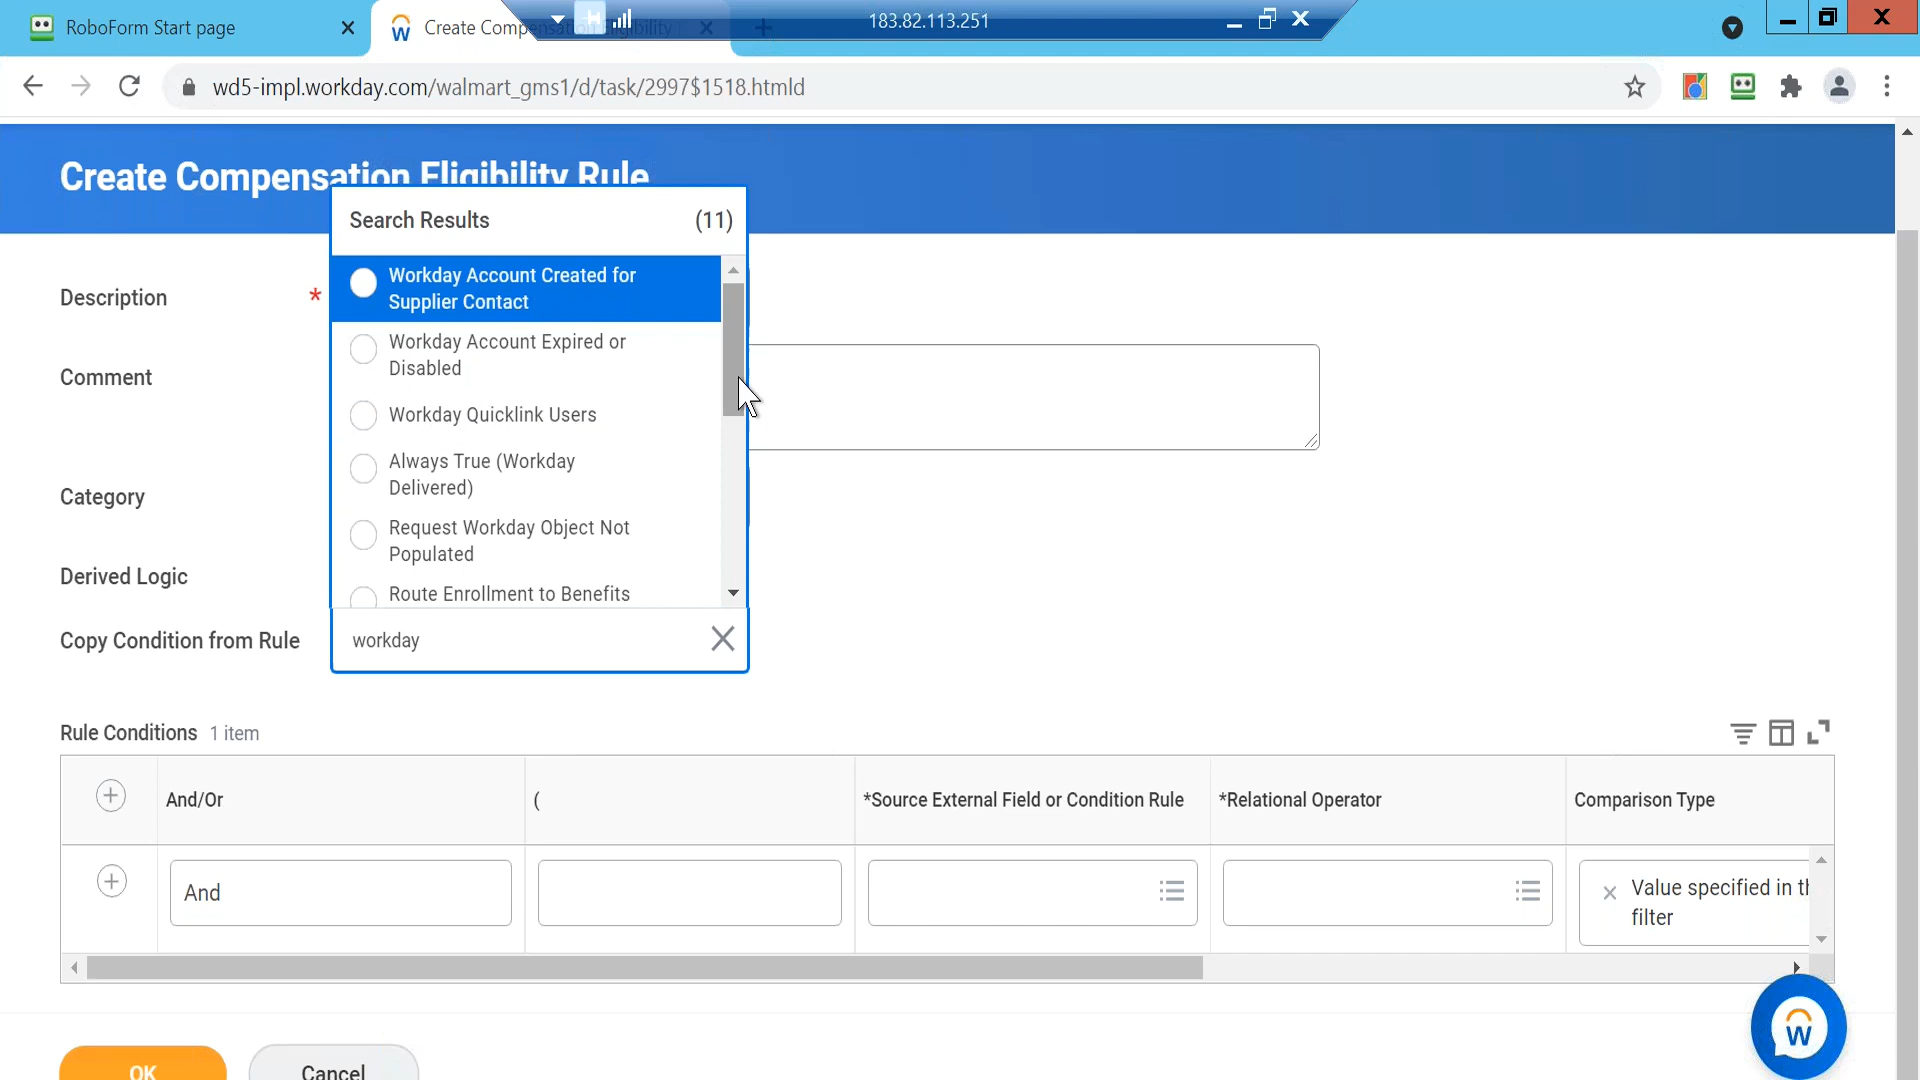 RoboForm Start page
Create Compensation Eligibility
183.82.113.251
wd5-impl.workday.com/walmart_gms1/d/task/2997$1518.htmld
Create Compensation Eligibility Rule
Search Results (11)
Workday Account Created for
Supplier Contact
Description *
Workday Account Expired or
Disabled
Comment
Workday Quicklink Users
Always True (Workday
Delivered)
Category
Request Workday Object Not
Populated
Derived Logic
Route Enrollment to Benefits
Copy Condition from Rule
workday
Rule Conditions 1 item
And/Or ( *Source External Field or Condition Rule *Relational Operator Comparison Type
And
Value specified in
filter
OK Cancel